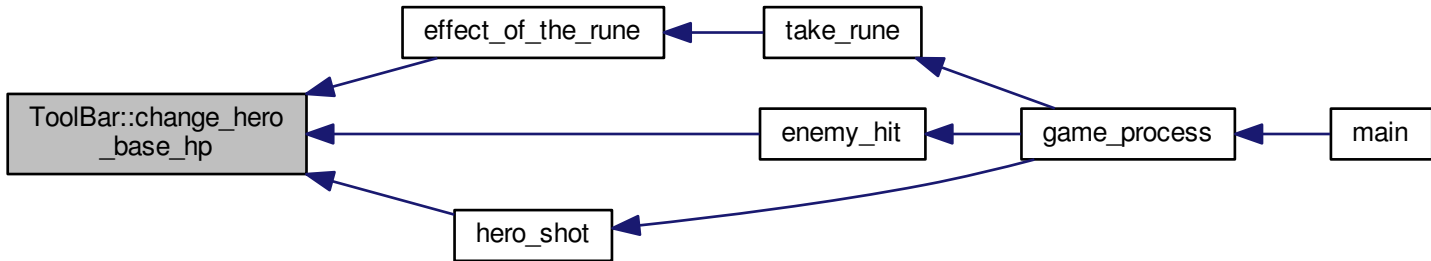 effect_of_the_rune
take_rune
ToolBar::change_hero
_base_hp
enemy_hit
game_process
main
hero_shot